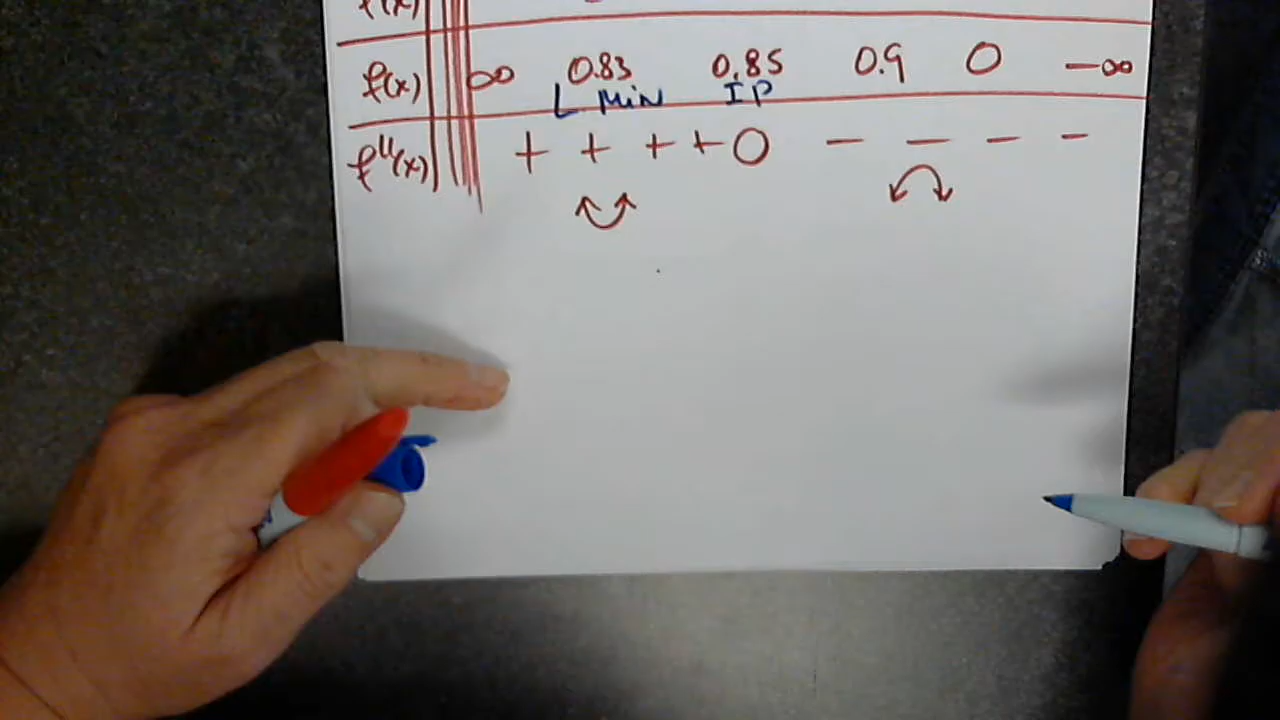 f(x) ∞ 0.83 0.85 0.9 0 -∞
L MiN IP
f''(x) + + + + 0 - - - -